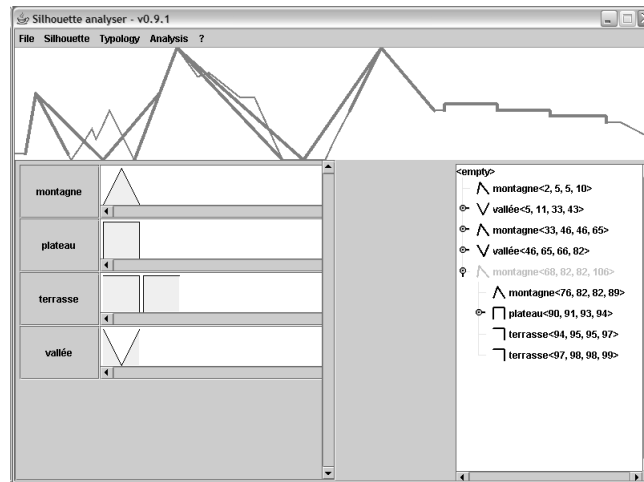 Silhouette analyser - v0.9.1
File Silhouette Typology Analysis ?
montagne
plateau
terrasse
vallée
<empty>
montagne<2, 5, 5, 10>
vallée<5, 11, 33, 43>
montagne<33, 46, 46, 65>
vallée<46, 65, 66, 82>
montagne<68, 82, 82, 106>
montagne<76, 82, 82, 89>
plateau<90, 91, 93, 94>
terrasse<94, 95, 95, 97>
terrasse<97, 98, 98, 99>